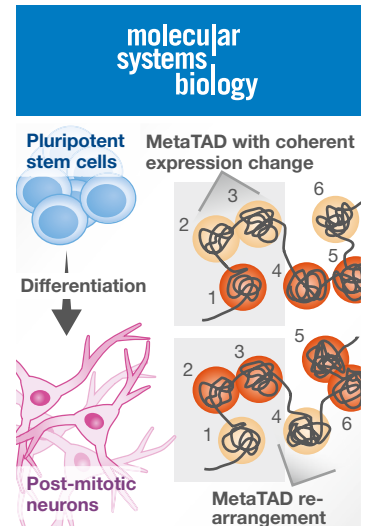 molecular
systems
biology
Pluripotent
stem cells
MetaTAD with coherent
expression change
3
6
2
5
4
1
Differentiation
5
3
2
4
1
6
Post-mitotic
neurons
MetaTAD re-
arrangement